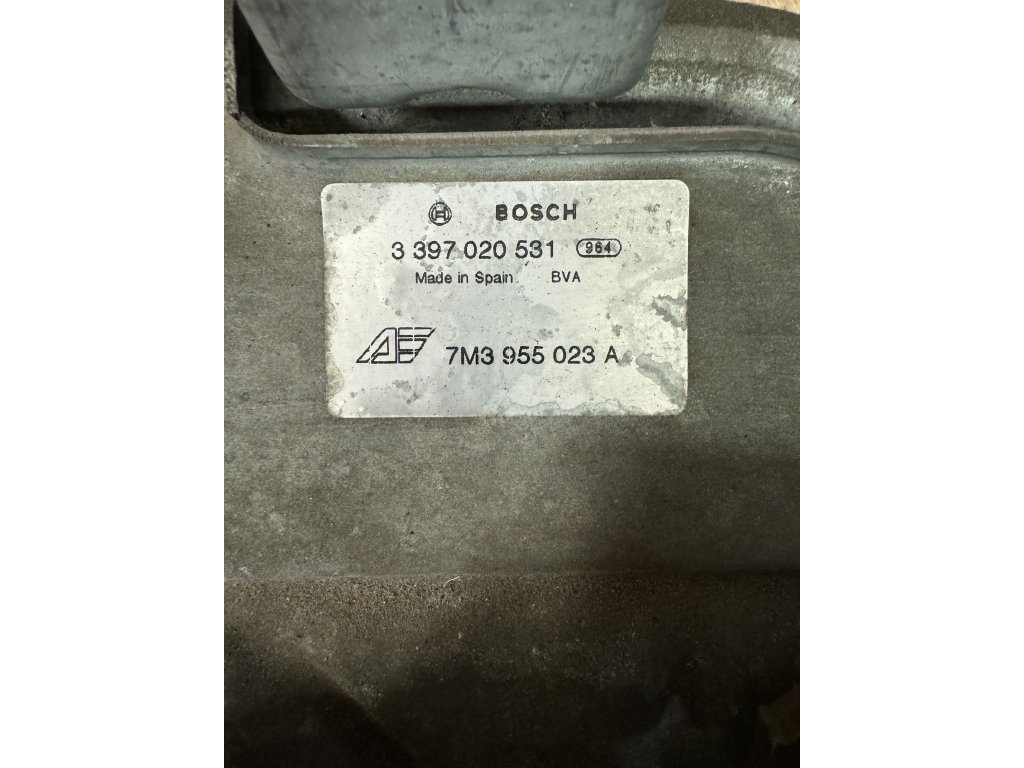 BOSCH
3 397 020 531 964
Made in Spain BVA
7M3 955 023 A